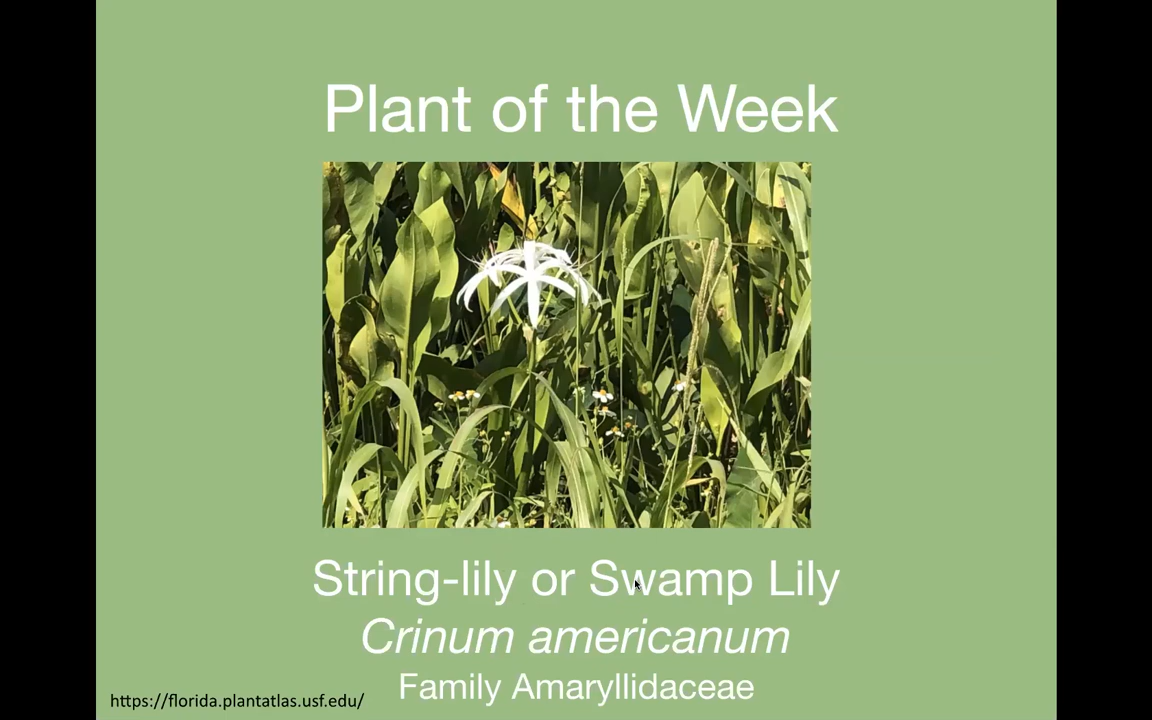 Plant of the Week
String-lily or Swamp Lily
Crinum americanum
Family Amaryllidaceae
https://florida.plantatlas.usf.edu/